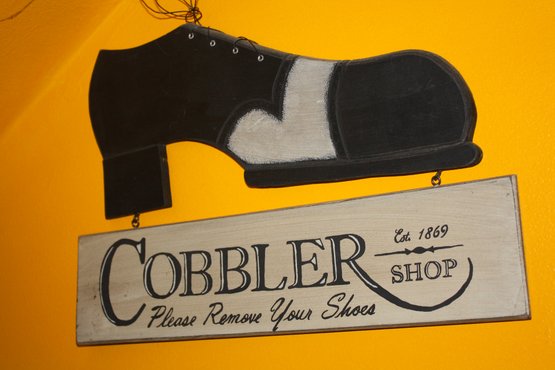 COBBLER
Est. 1869
SHOP
Please Remove Your Shoes